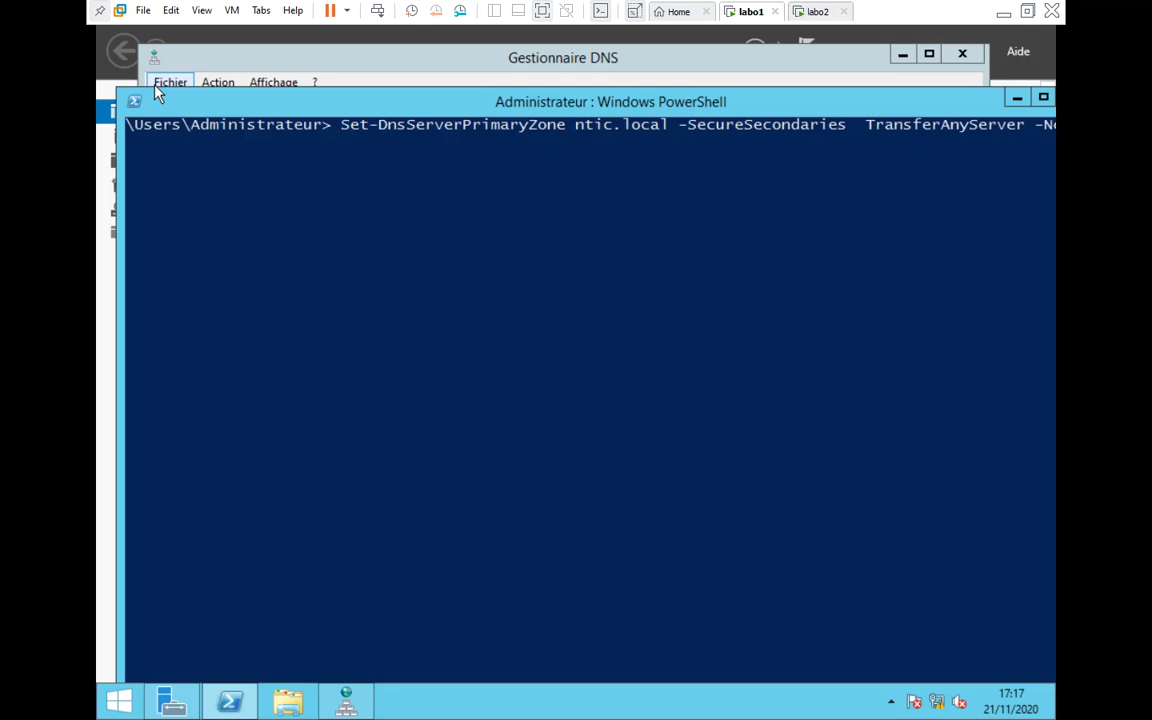 File Edit View VM Tabs Help Home labo1 labo2
Gestionnaire DNS
Aide
Fichier Action Affichage ?
Administrateur : Windows PowerShell
\Users\Administrateur> Set-DnsServerPrimaryZone ntic.local -SecureSecondaries  TransferAnyServer -No
17:17
21/11/2020